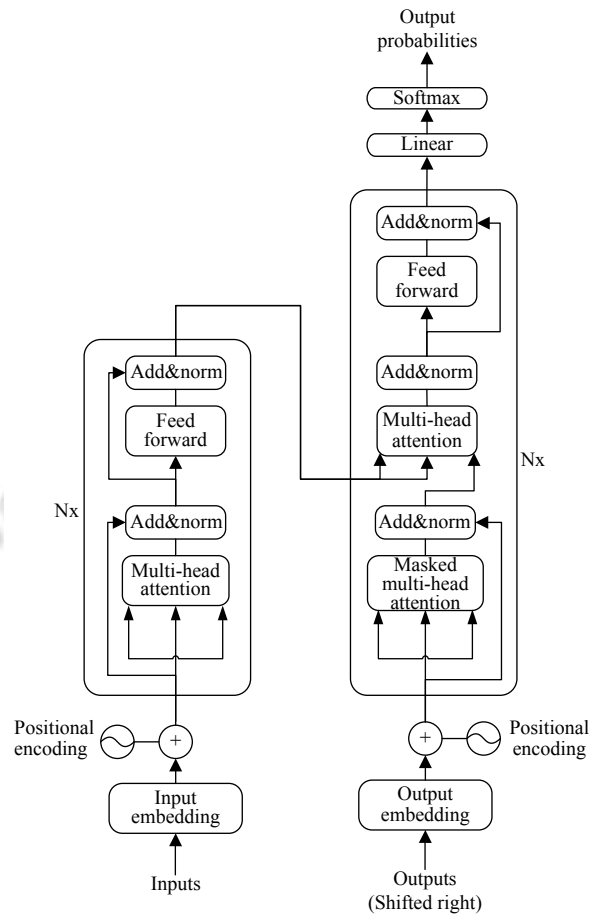 Output
probabilities
Softmax
Linear
Add&norm
Feed
forward
Add&norm
Multi-head
attention
Nx
Add&norm
Masked
multi-head
attention
Positional
encoding
+
Output
embedding
Outputs
(Shifted right)
Add&norm
Feed
forward
Nx
Add&norm
Multi-head
attention
Positional
encoding
+
Input
embedding
Inputs